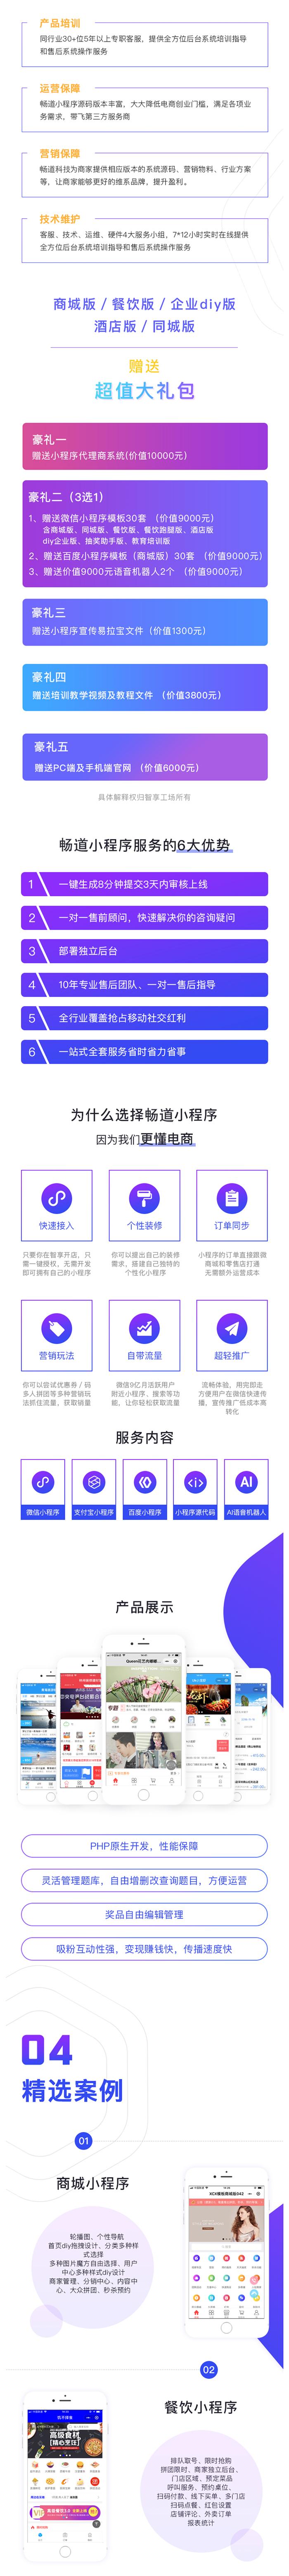 产品培训
同行业30+位5年以上专职客服，提供全方位后台系统培训指导
和售后系统操作服务
运营保障
畅道小程序源码版本丰富，大大降低电商创业门槛，满足各项业
务需求，带飞第三方服务商
营销保障
畅道科技为商家提供相应版本的系统源码、营销物料、行业方案
等，让商家能够更好的维系品牌，提升盈利。
技术维护
客服、技术、运维、硬件4大服务小组，7*12小时实时在线提供
全方位后台系统培训指导和售后系统操作服务
商城版 / 餐饮版 / 企业diy版
酒店版 / 同城版
赠送
超值大礼包
豪礼一
赠送小程序代理商系统(价值10000元)
豪礼二（3选1）
1、赠送微信小程序模板30套 （价值9000元）
含商城版、同城版、餐饮版、餐饮跑腿版、酒店版
diy企业版、抽奖助手版、教育培训版
2、赠送百度小程序模板（商城版）30套 （价值9000元）
3、赠送价值9000元语音机器人2个 （价值9000元）
豪礼三
赠送小程序宣传易拉宝文件（价值1300元）
豪礼四
赠送培训教学视频及教程文件 （价值3800元）
豪礼五
赠送PC端及手机端官网 （价值6000元）
具体解释权归智享工场所有
畅道小程序服务的6大优势
1 一键生成8分钟提交3天内审核上线
2 一对一售前顾问，快速解决你的咨询疑问
3 部署独立后台
4 10年专业售后团队、一对一售后指导
5 全行业覆盖抢占移动社交红利
6 一站式全套服务省时省力省事
为什么选择畅道小程序
因为我们更懂电商
快速接入
个性装修
订单同步
只要你在智享开店，只
需一键授权，无需开发
即可拥有自己的小程序
你可以提出自己的装修
需求，搭建自己独特的
个性化小程序
小程序的订单直接跟微
商城和零售店打通
无需额外运营成本
营销玩法
自带流量
超轻推广
你可以尝试优惠券 / 码
多人拼团等多种营销玩
法抓住流量，获取销量
微信9亿月活跃用户
附近小程序、搜索等功
能，让你轻松获取流量
流畅体验，用完即走
方便用户在微信快速传
播，宣传推广低成本高
转化
服务内容
AI
微信小程序
支付宝小程序
百度小程序
小程序源代码
AI语音机器人
产品展示
PHP原生开发，性能保障
灵活管理题库，自由增删改查询题目，方便运营
奖品自由编辑管理
吸粉互动性强，变现赚钱快，传播速度快
04
精选案例
01
商城小程序
轮播图、个性导航
首页diy拖拽设计、分类多种样
式选择
多种图片魔方自由选择、用户
中心多种样式diy设计
商家管理，分销中心、内容中
心、大众拼团，秒杀预约
02
餐饮小程序
高级食材
排队取号、限时抢购
拼团限时、商家独立后台、
门店区域、预定菜品
呼叫服务、预约桌位、
扫码付款、线下买单、多门店
扫码点餐、红包设置
店铺评论、外卖订单
报表统计